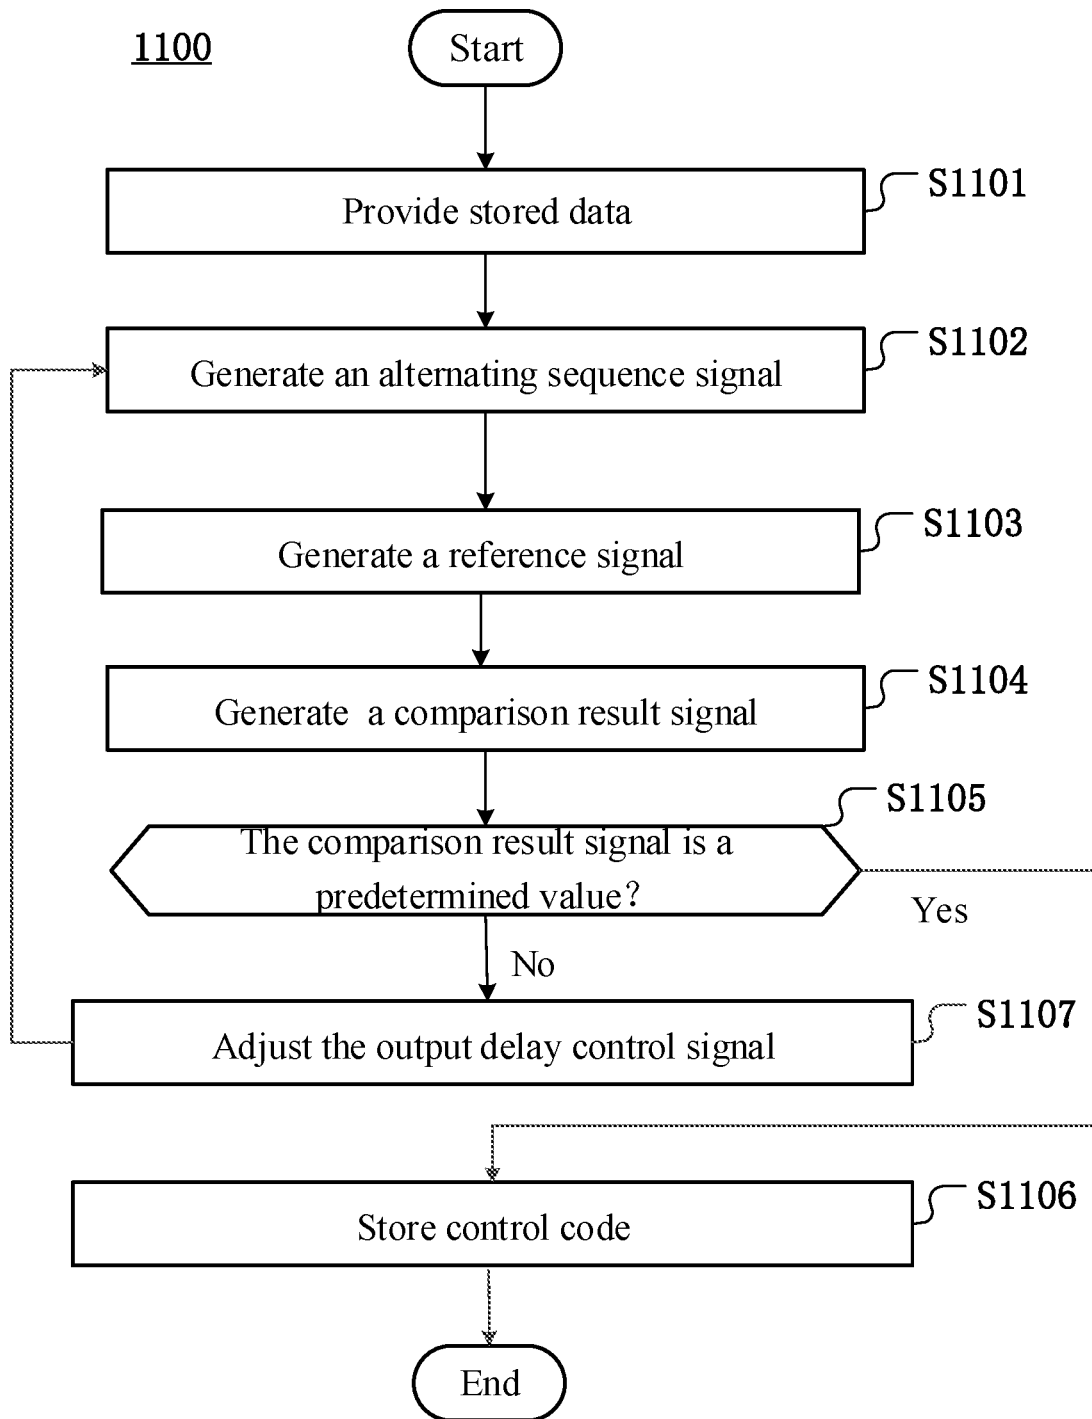 1100
Start
Provide stored data
S1101
Generate an alternating sequence signal
S1102
Generate a reference signal
S1103
Generate a comparison result signal
S1104
S1105
The comparison result signal is a
predetermined value?
Yes
No
Adjust the output delay control signal
S1107
Store control code
S1106
End